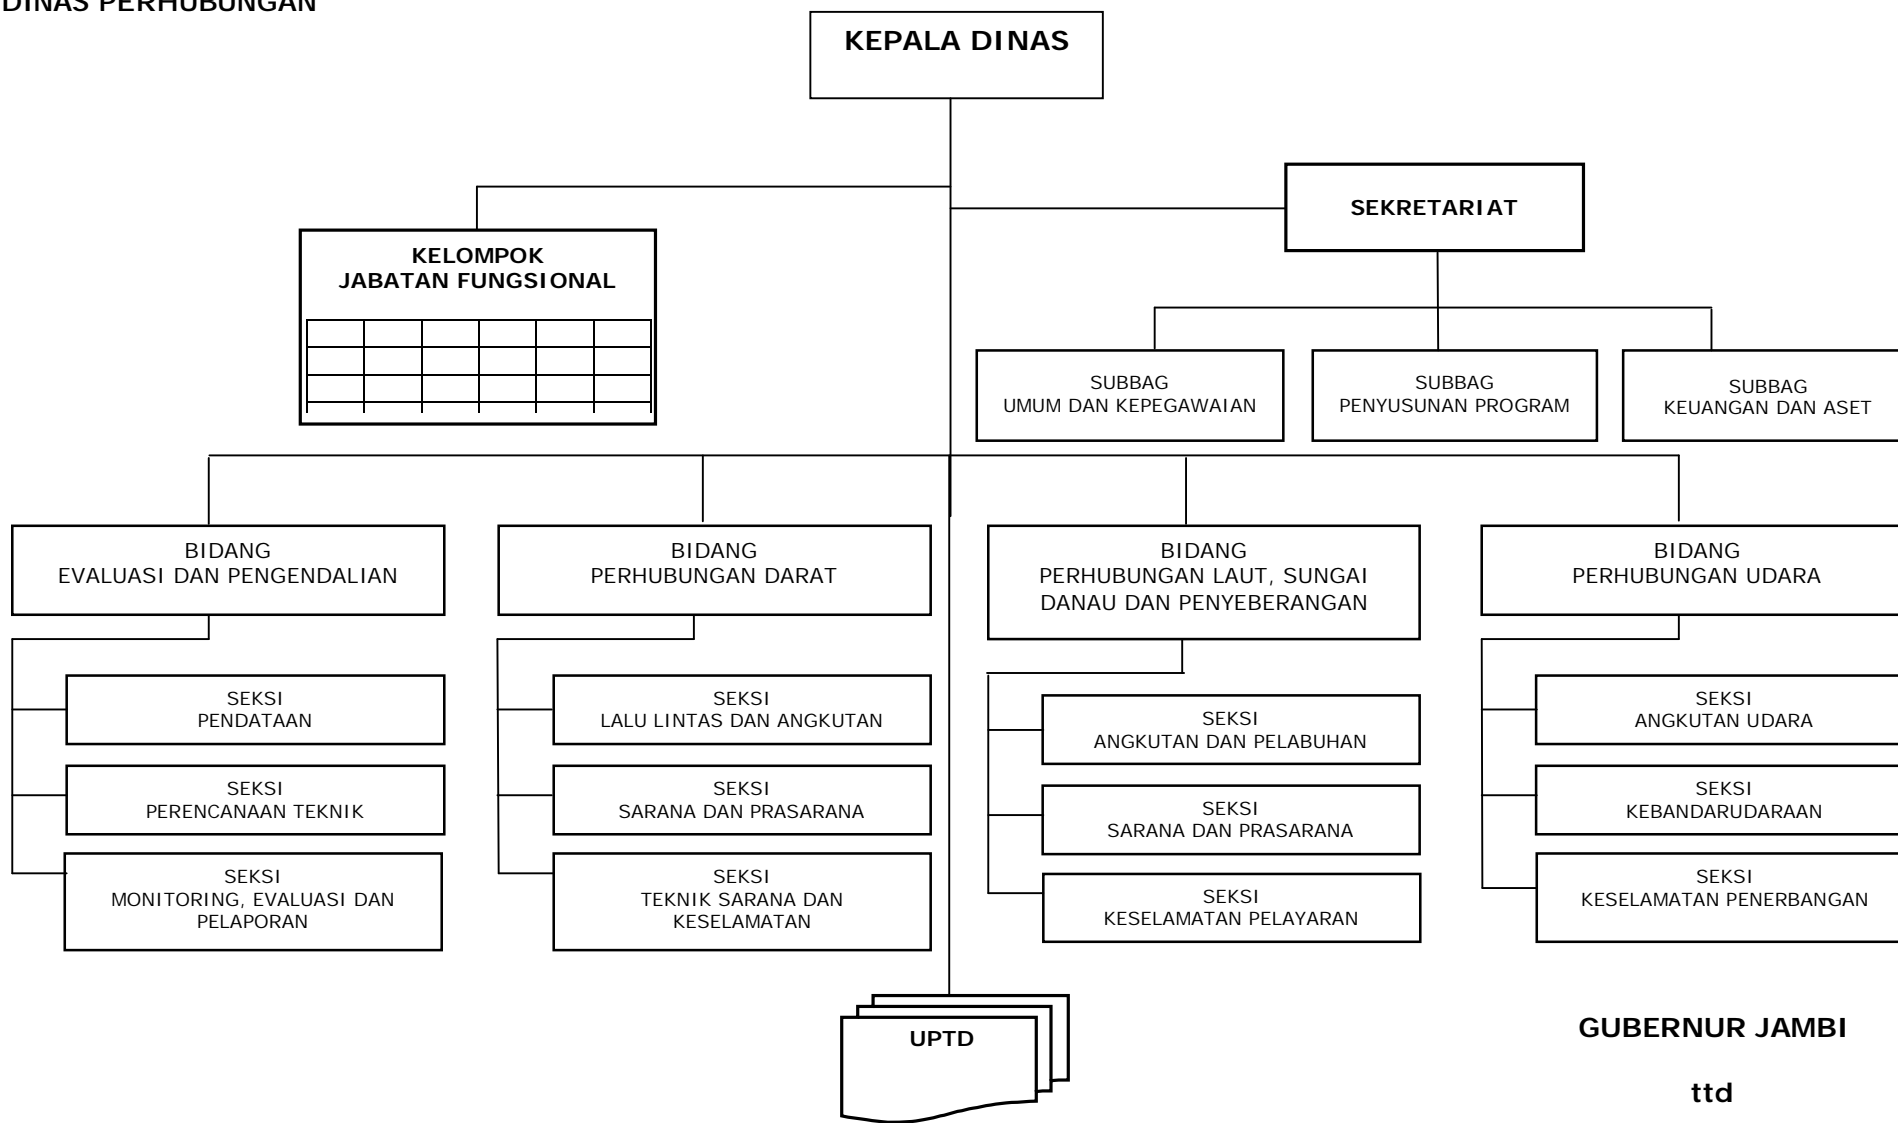 DINAS PERHUBUNGAN
KEPALA DINAS
SEKRETARIAT
KELOMPOK
JABATAN FUNGSIONAL
SUBBAG
UMUM DAN KEPEGAWAIAN
SUBBAG
PENYUSUNAN PROGRAM
SUBBAG
KEUANGAN DAN ASET
BIDANG
EVALUASI DAN PENGENDALIAN
BIDANG
PERHUBUNGAN DARAT
BIDANG
PERHUBUNGAN LAUT, SUNGAI
DANAU DAN PENYEBERANGAN
BIDANG
PERHUBUNGAN UDARA
SEKSI
PENDATAAN
SEKSI
PERENCANAAN TEKNIK
SEKSI
MONITORING, EVALUASI DAN
PELAPORAN
SEKSI
LALU LINTAS DAN ANGKUTAN
SEKSI
SARANA DAN PRASARANA
SEKSI
TEKNIK SARANA DAN
KESELAMATAN
SEKSI
ANGKUTAN DAN PELABUHAN
SEKSI
SARANA DAN PRASARANA
SEKSI
KESELAMATAN PELAYARAN
SEKSI
ANGKUTAN UDARA
SEKSI
KEBANDARUDARAAN
SEKSI
KESELAMATAN PENERBANGAN
UPTD
GUBERNUR JAMBI
ttd